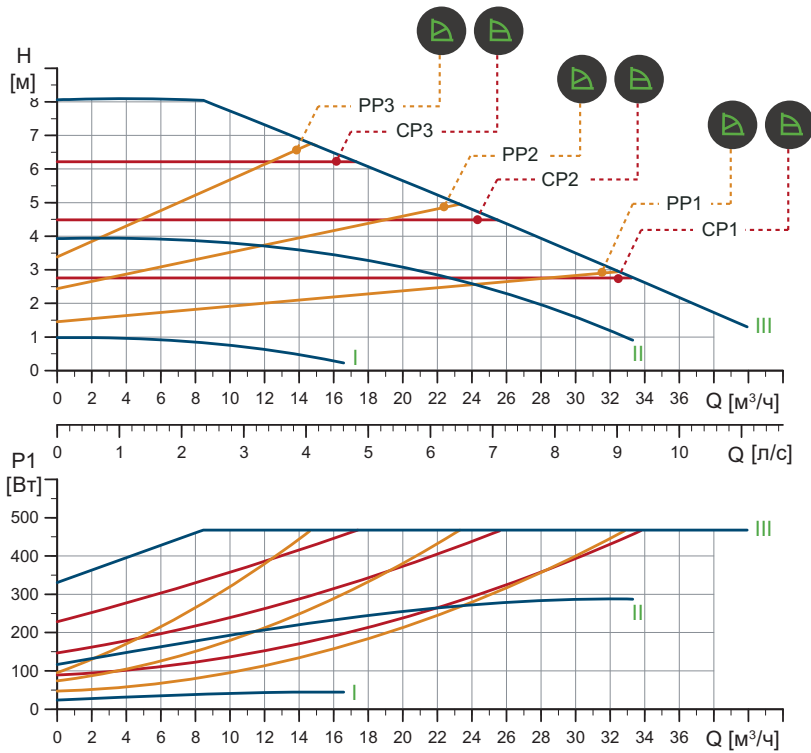 H
[м]
8
7
6
5
4
3
2
1
0
PP3
CP3
PP2
CP2
PP1
CP1
I
II
III
0 2 4 6 8 10 12 14 16 18 20 22 24 26 28 30 32 34 36 Q [м³/ч]
0 1 2 3 4 5 6 7 8 9 10 Q [л/с]
P1
[Вт]
500
400
300
200
100
0
III
II
I
0 2 4 6 8 10 12 14 16 18 20 22 24 26 28 30 32 34 36 Q [м³/ч]